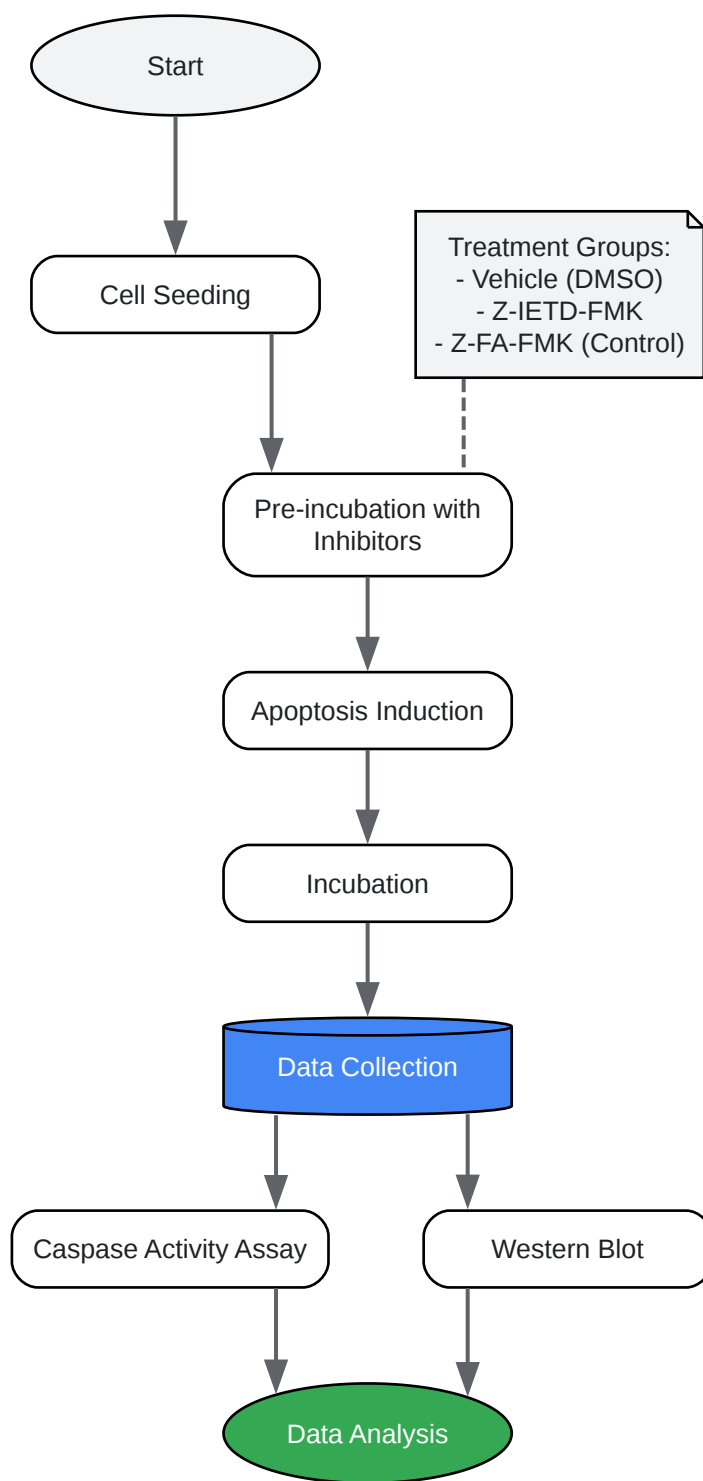 Start
Cell Seeding
Treatment Groups:
- Vehicle (DMSO)
- Z-IETD-FMK
- Z-FA-FMK (Control)
Pre-incubation with
Inhibitors
Apoptosis Induction
Incubation
Data Collection
Caspase Activity Assay
Western Blot
Data Analysis